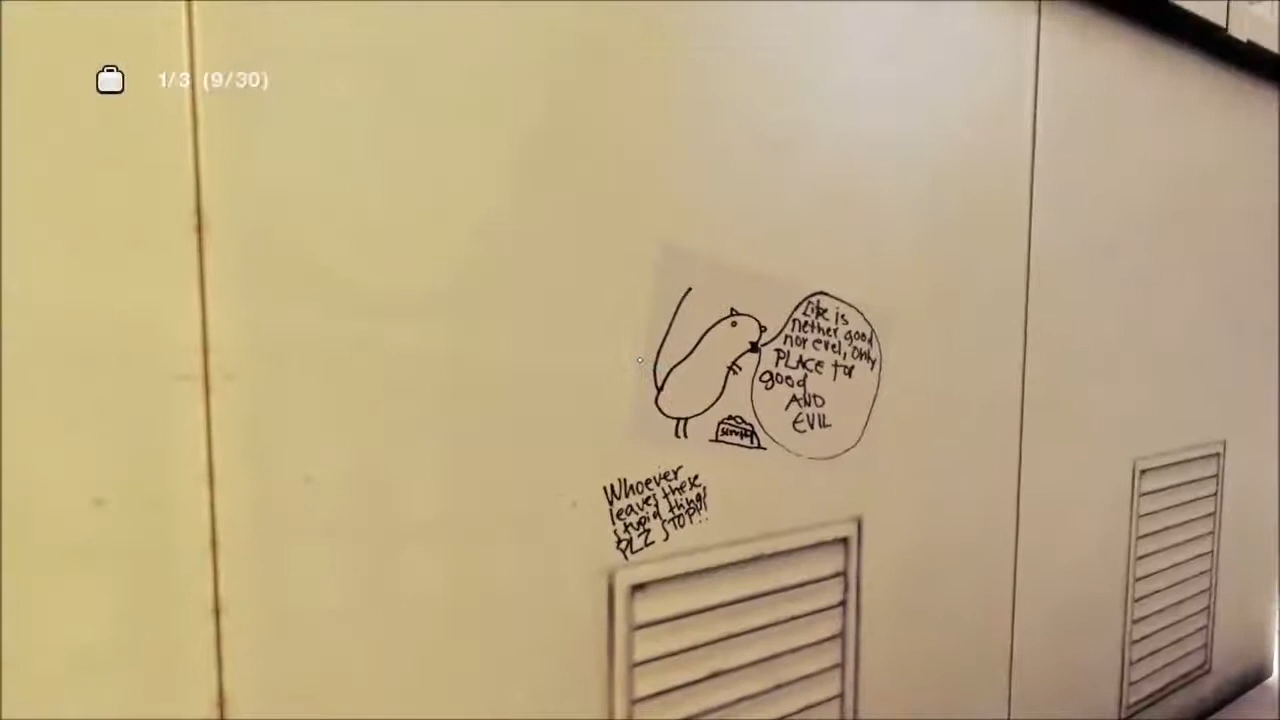 1/3 (9/30)
Life is
nether good
nor evel, only
PLACE for
good
AND
EVIL
Whoever
leaves these
stupid things
PLZ STOP!!